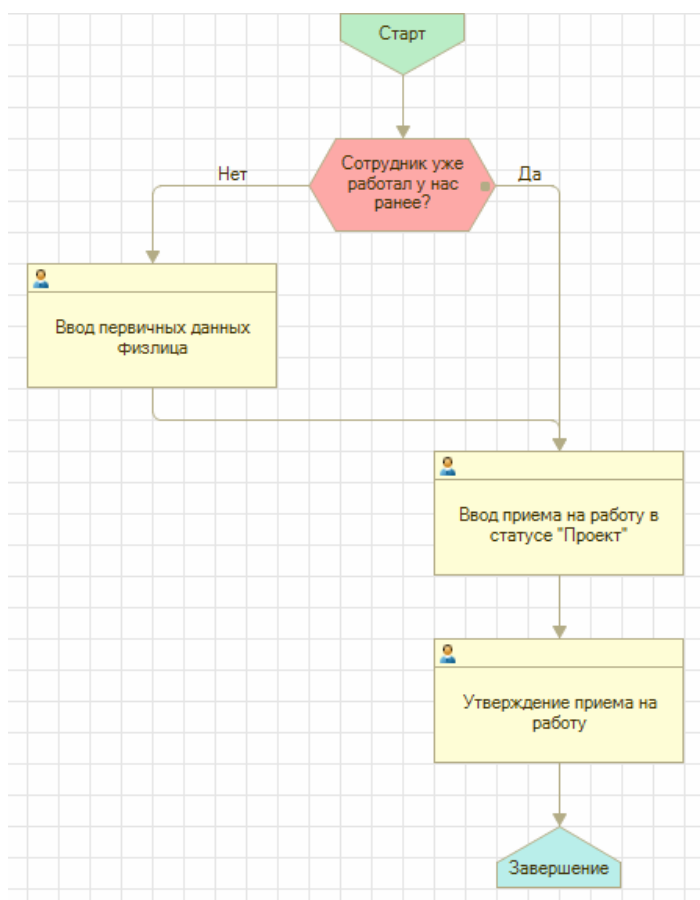 Старт
Сотрудник уже
работал у нас
ранее?
Нет
Да
Ввод первичных данных
физлица
Ввод приема на работу в
статусе "Проект"
Утверждение приема на
работу
Завершение